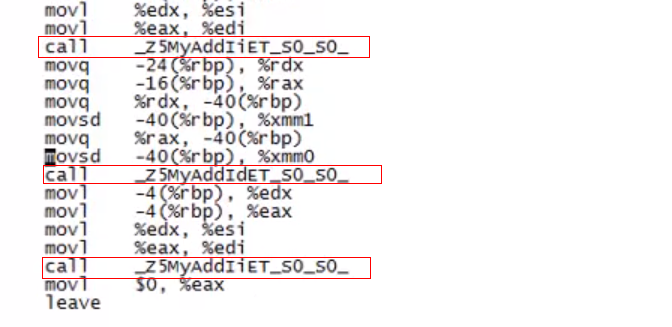 movl %edx, %esi
movl %eax, %edi
call _Z5MyAddIiET_S0_S0_
movq -24(%rbp), %rdx
movq -16(%rbp), %rax
movq %rdx, -40(%rbp)
movsd -40(%rbp), %xmm1
movq %rax, -40(%rbp)
movsd -40(%rbp), %xmm0
call _Z5MyAddIdET_S0_S0_
movl -4(%rbp), %edx
movl -4(%rbp), %eax
movl %edx, %esi
movl %eax, %edi
call _Z5MyAddIiET_S0_S0_
movl $0, %eax
leave